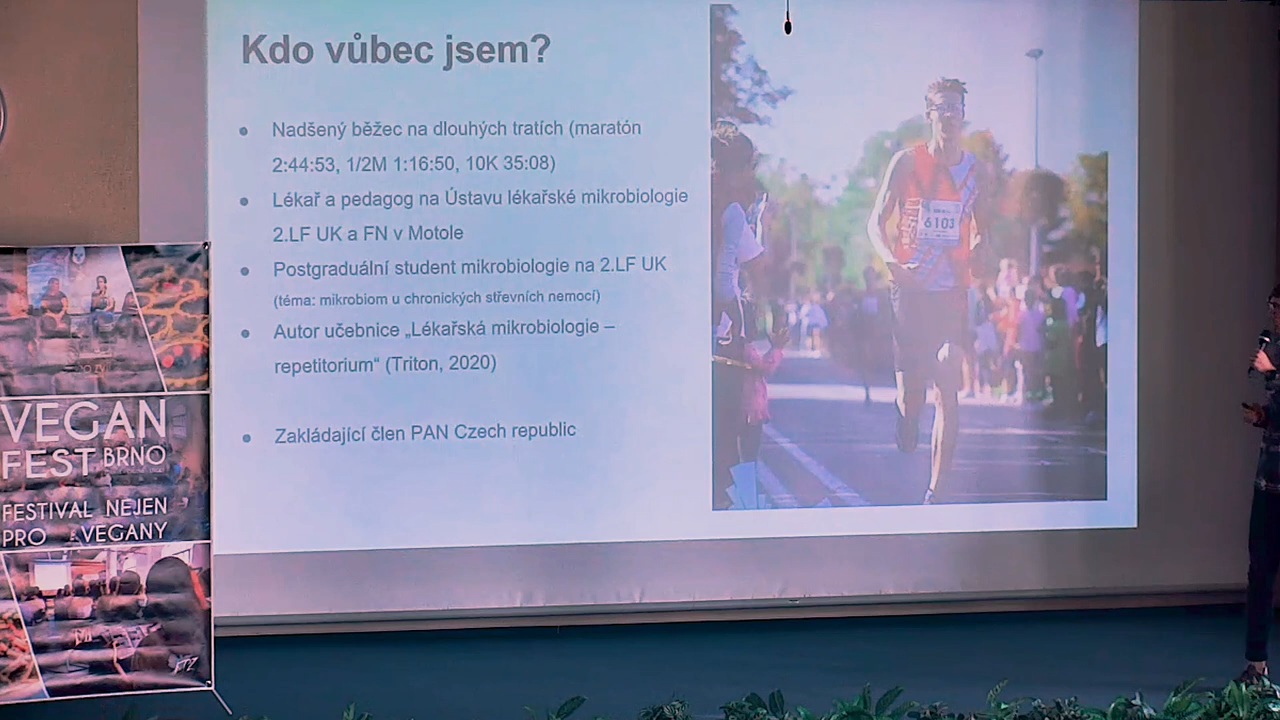 Kdo vůbec jsem?
Nadšený běžec na dlouhých tratích (maratón
2:44:53, 1/2M 1:16:50, 10K 35:08)
Lékař a pedagog na Ústavu lékařské mikrobiologie
2.LF UK a FN v Motole
Postgraduální student mikrobiologie na 2.LF UK
(téma: mikrobiom u chronických střevních nemocí)
Autor učebnice „Lékařská mikrobiologie –
repetitorium“ (Triton, 2020)
Zakládající člen PAN Czech republic
6103
VEGAN
FEST BRNO
FESTIVAL NEJEN
PRO VEGANY